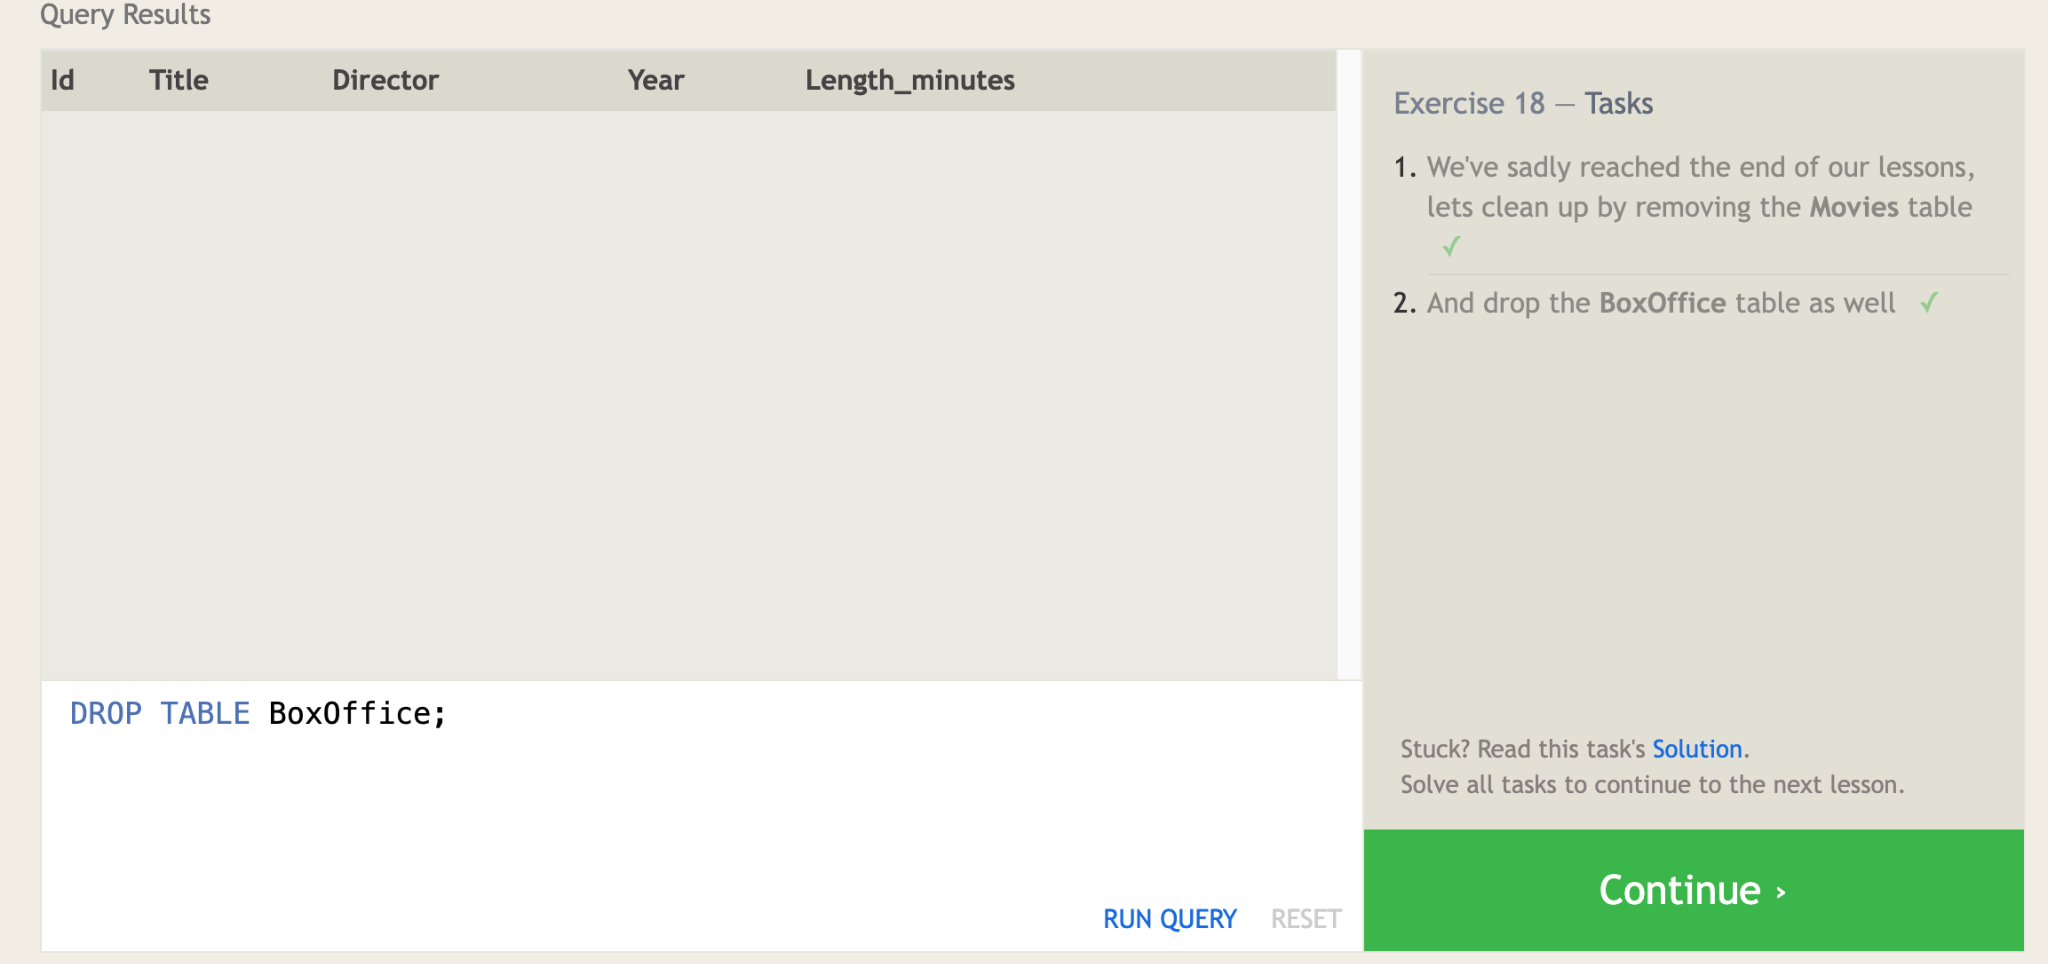 Query Results
Id Title Director Year Length_minutes
Exercise 18 — Tasks
1. We've sadly reached the end of our lessons,
lets clean up by removing the Movies table
✓
2. And drop the BoxOffice table as well ✓
DROP TABLE BoxOffice;
Stuck? Read this task's Solution.
Solve all tasks to continue to the next lesson.
RUN QUERY RESET
Continue ›